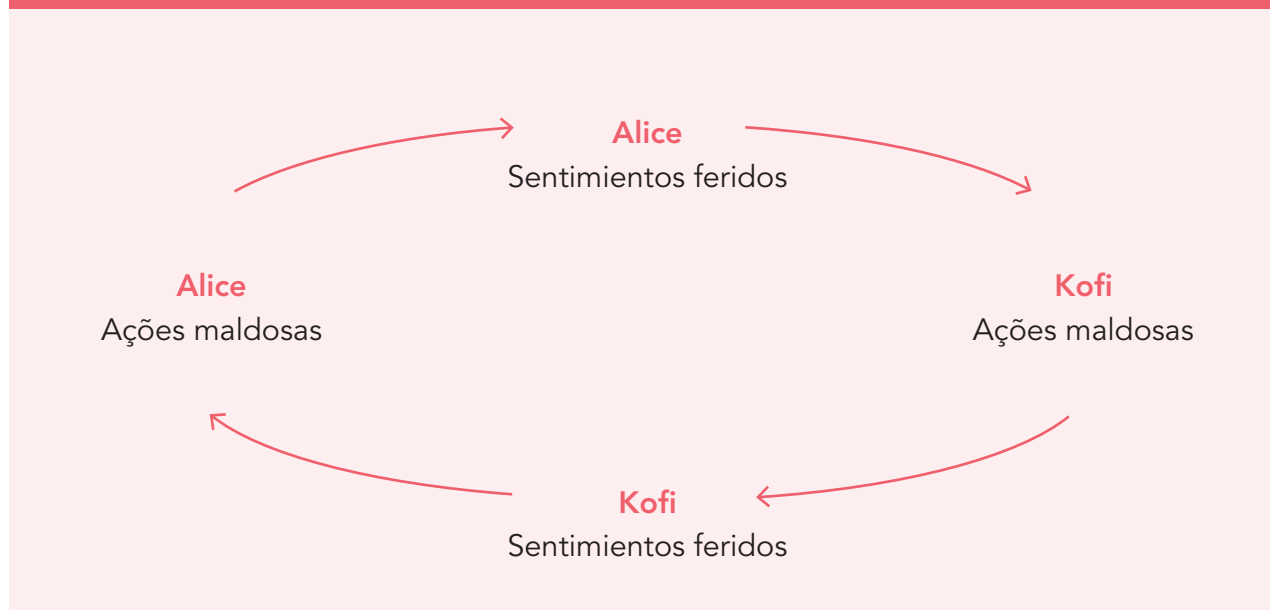 Alice
Sentimientos feridos
Alice
Ações maldosas
Kofi
Ações maldosas
Kofi
Sentimientos feridos